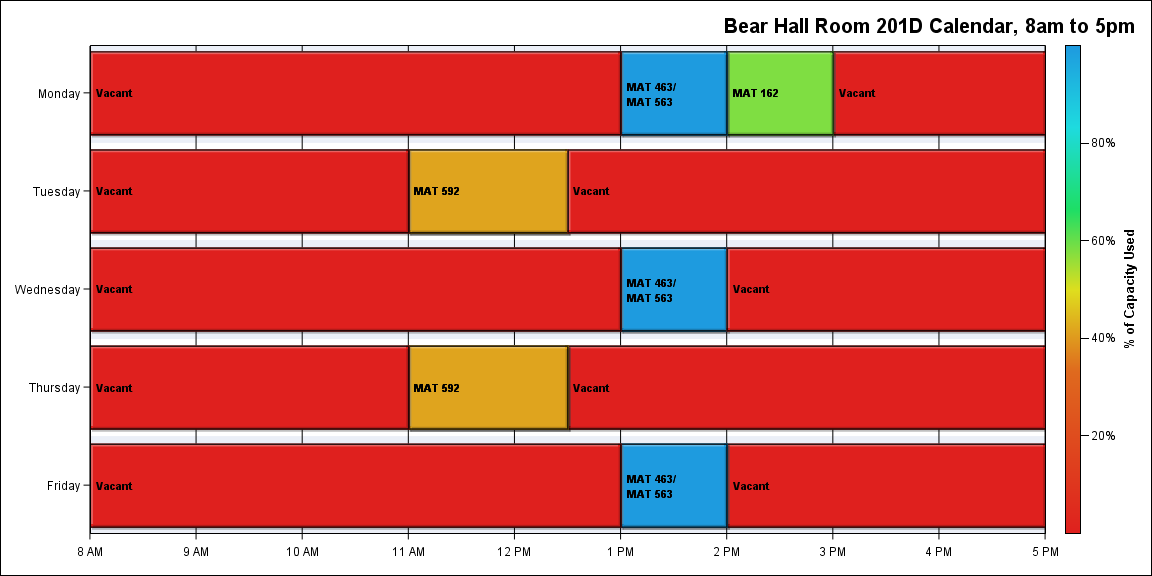 Bear Hall Room 201D Calendar, 8am to 5pm
Monday
Vacant
MAT 463/
MAT 563
MAT 162
Vacant
Tuesday
Vacant
MAT 592
Vacant
Wednesday
Vacant
MAT 463/
MAT 563
Vacant
Thursday
Vacant
MAT 592
Vacant
Friday
Vacant
MAT 463/
MAT 563
Vacant
8 AM
9 AM
10 AM
11 AM
12 PM
1 PM
2 PM
3 PM
4 PM
5 PM
80%
60%
40%
20%
% of Capacity Used